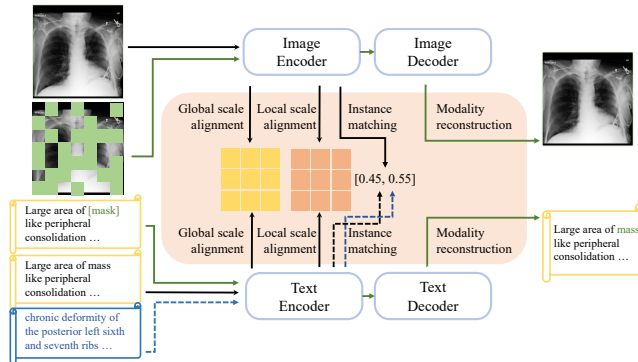 Image
Encoder
Image
Decoder
Global scale
alignment
Local scale
alignment
Instance
matching
Modality
reconstruction
[0.45, 0.55]
Large area of [mask]
like peripheral
consolidation ...
Global scale
alignment
Local scale
alignment
Instance
matching
Modality
reconstruction
Large area of mass
like peripheral
consolidation ...
Large area of mass
like peripheral
consolidation ...
Text
Encoder
Text
Decoder
chronic deformity of
the posterior left sixth
and seventh ribs ...